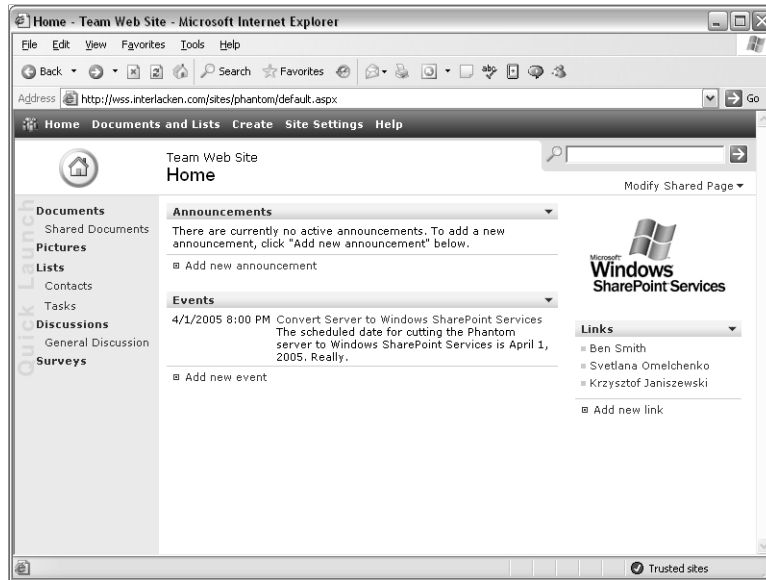 Home - Team Web Site - Microsoft Internet Explorer
File Edit View Favorites Tools Help
Back Search Favorites
Address http://wss.interlacken.com/sites/phantom/default.aspx Go
Home Documents and Lists Create Site Settings Help
Team Web Site
Home
Modify Shared Page
Quick Launch
Documents
Shared Documents
Pictures
Lists
Contacts
Tasks
Discussions
General Discussion
Surveys
Announcements
There are currently no active announcements. To add a new
announcement, click "Add new announcement" below.
Add new announcement
Events
4/1/2005 8:00 PM Convert Server to Windows SharePoint Services
The scheduled date for cutting the Phantom
server to Windows SharePoint Services is April 1,
2005. Really.
Add new event
Microsoft
Windows
SharePoint Services
Links
Ben Smith
Svetlana Omelchenko
Krzysztof Janiszewski
Add new link
Trusted sites